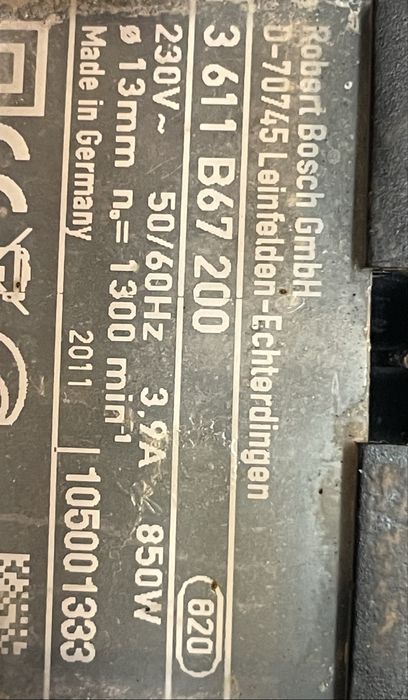 Robert Bosch GmbH
D-70745 Leinfelden-Echterdingen
3 611 B67 200 820
230V~ 50/60Hz 3,9A 850W
ø 13mm n₀= 1300 min⁻¹
Made in Germany 2011 105001333